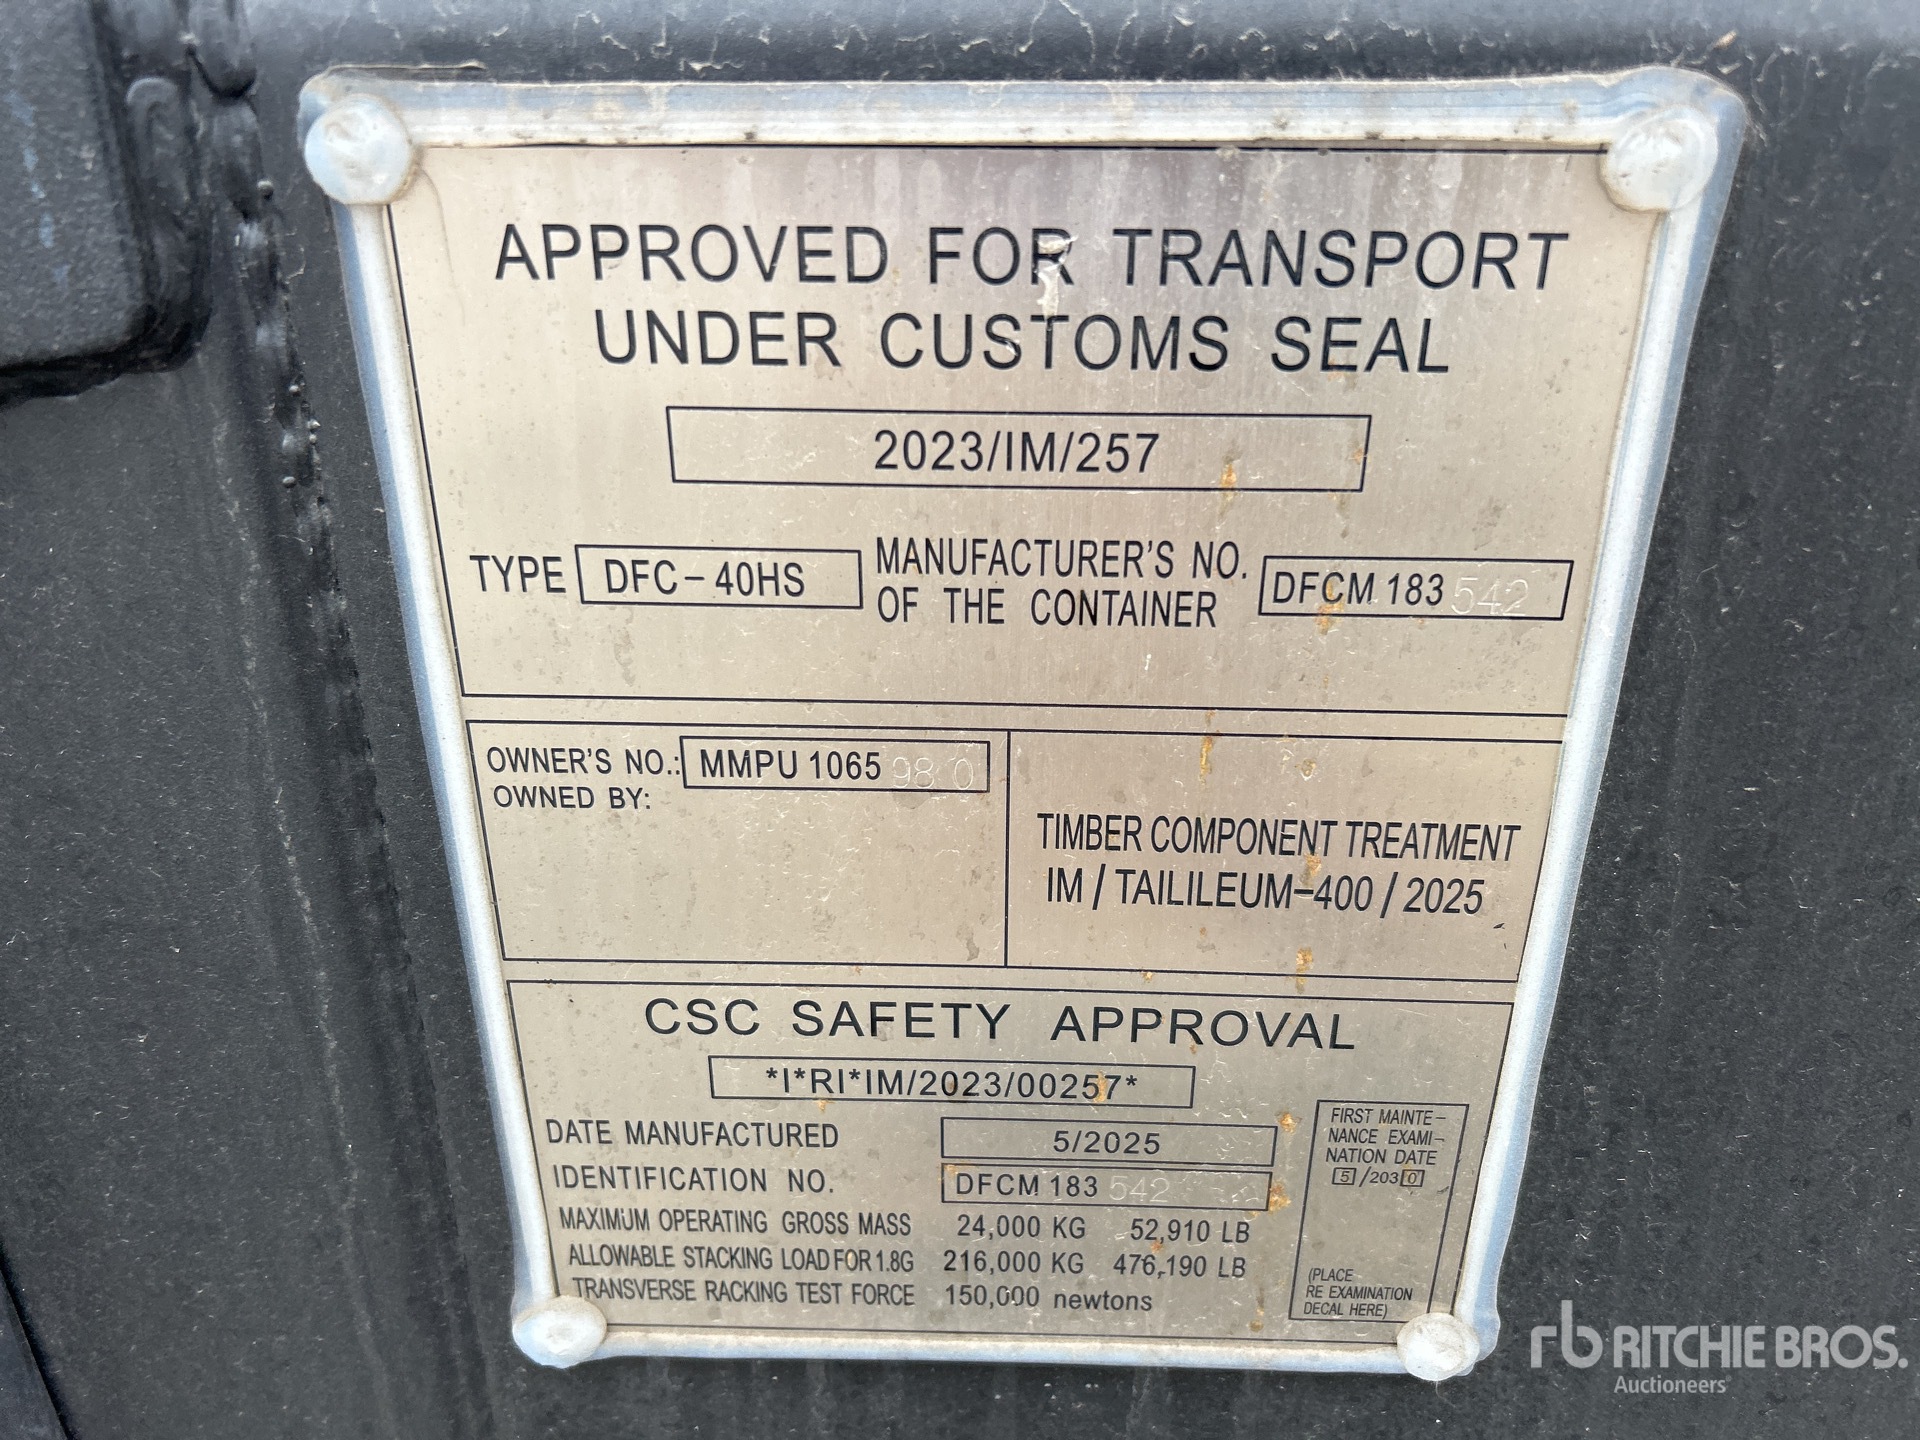 APPROVED FOR TRANSPORT
UNDER CUSTOMS SEAL
2023/IM/257
TYPE DFC-40HS MANUFACTURER'S NO. OF THE CONTAINER DFCM 183 542
OWNER'S NO.: MMPU 1065 98 0
OWNED BY:
TIMBER COMPONENT TREATMENT
IM / TAILILEUM-400 / 2025
CSC SAFETY APPROVAL
*I*RI*IM/2023/00257*
DATE MANUFACTURED 5/2025
IDENTIFICATION NO. DFCM 183 542
MAXIMUM OPERATING GROSS MASS 24,000 KG 52,910 LB
ALLOWABLE STACKING LOAD FOR 1.8G 216,000 KG 476,190 LB
TRANSVERSE RACKING TEST FORCE 150,000 newtons
FIRST MAINTE-
NANCE EXAMI-
NATION DATE
5/2030
(PLACE
RE EXAMINATION
DECAL HERE)
rb RITCHIE BROS.
Auctioneers